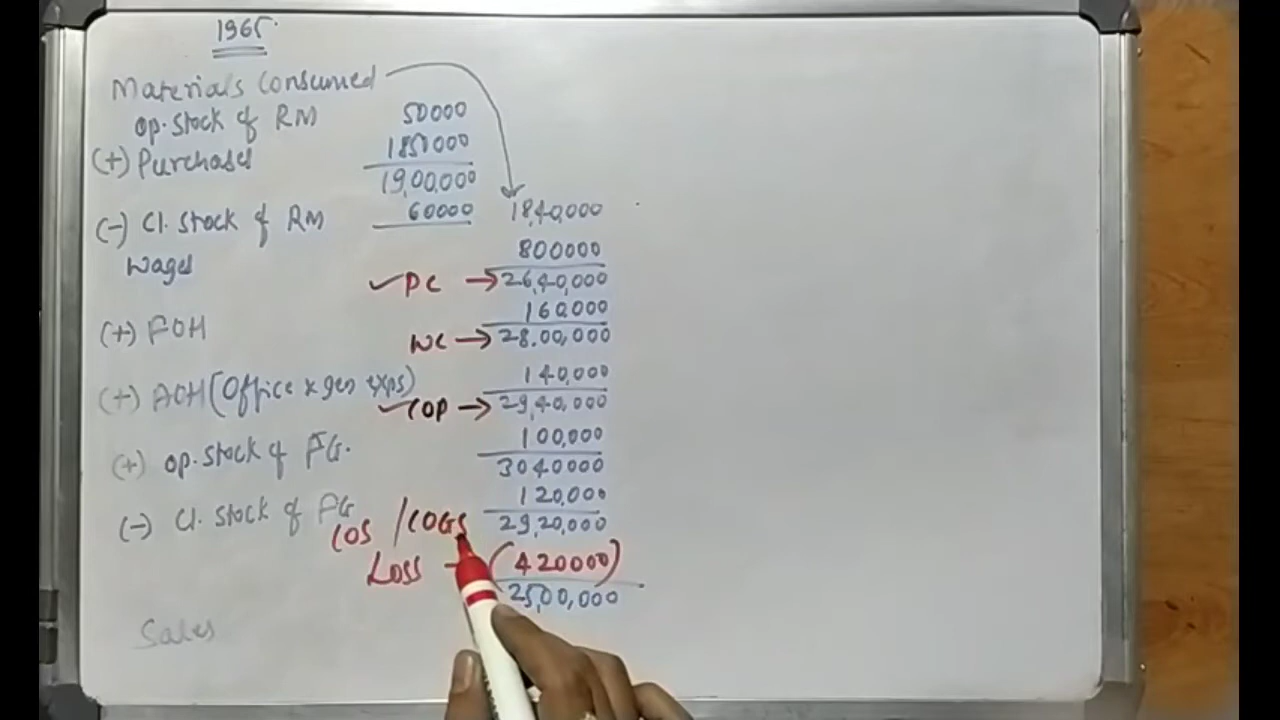 1965
Materials Consumed
op. stock of RM 50000
(+) Purchases 1850000
19,00,000
(-) Cl. stock of RM 60000 18,40,000
Wages 800000
✓ PC → 26,40,000
(+) FOH 160,000
WC → 28,00,000
(+) AOH (Office & gen exps) 140,000
✓ COP → 29,40,000
(+) op. stock of FG. 100,000
3040000
(-) Cl. stock of FG 120,000
COS / COGS 29,20,000
Loss (420000)
Sales 25,00,000